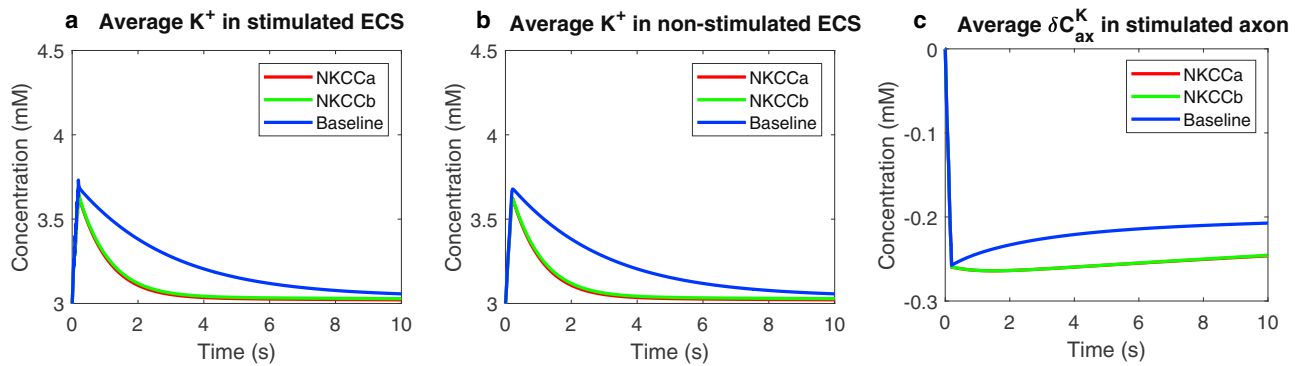 a Average K⁺ in stimulated ECS
4.5
4
3.5
3
Concentration (mM)
NKCCa
NKCCb
Baseline
0 2 4 6 8 10
Time (s)
b Average K⁺ in non-stimulated ECS
4.5
4
3.5
3
Concentration (mM)
NKCCa
NKCCb
Baseline
0 2 4 6 8 10
Time (s)
c Average δC_ax^K in stimulated axon
0
-0.1
-0.2
-0.3
Concentration (mM)
NKCCa
NKCCb
Baseline
0 2 4 6 8 10
Time (s)